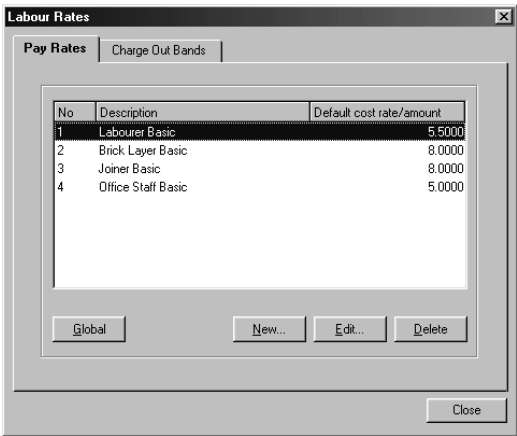 Labour Rates
Pay Rates Charge Out Bands
No Description Default cost rate/amount
1 Labourer Basic 5.5000
2 Brick Layer Basic 8.0000
3 Joiner Basic 8.0000
4 Office Staff Basic 5.0000
Global New... Edit... Delete
Close